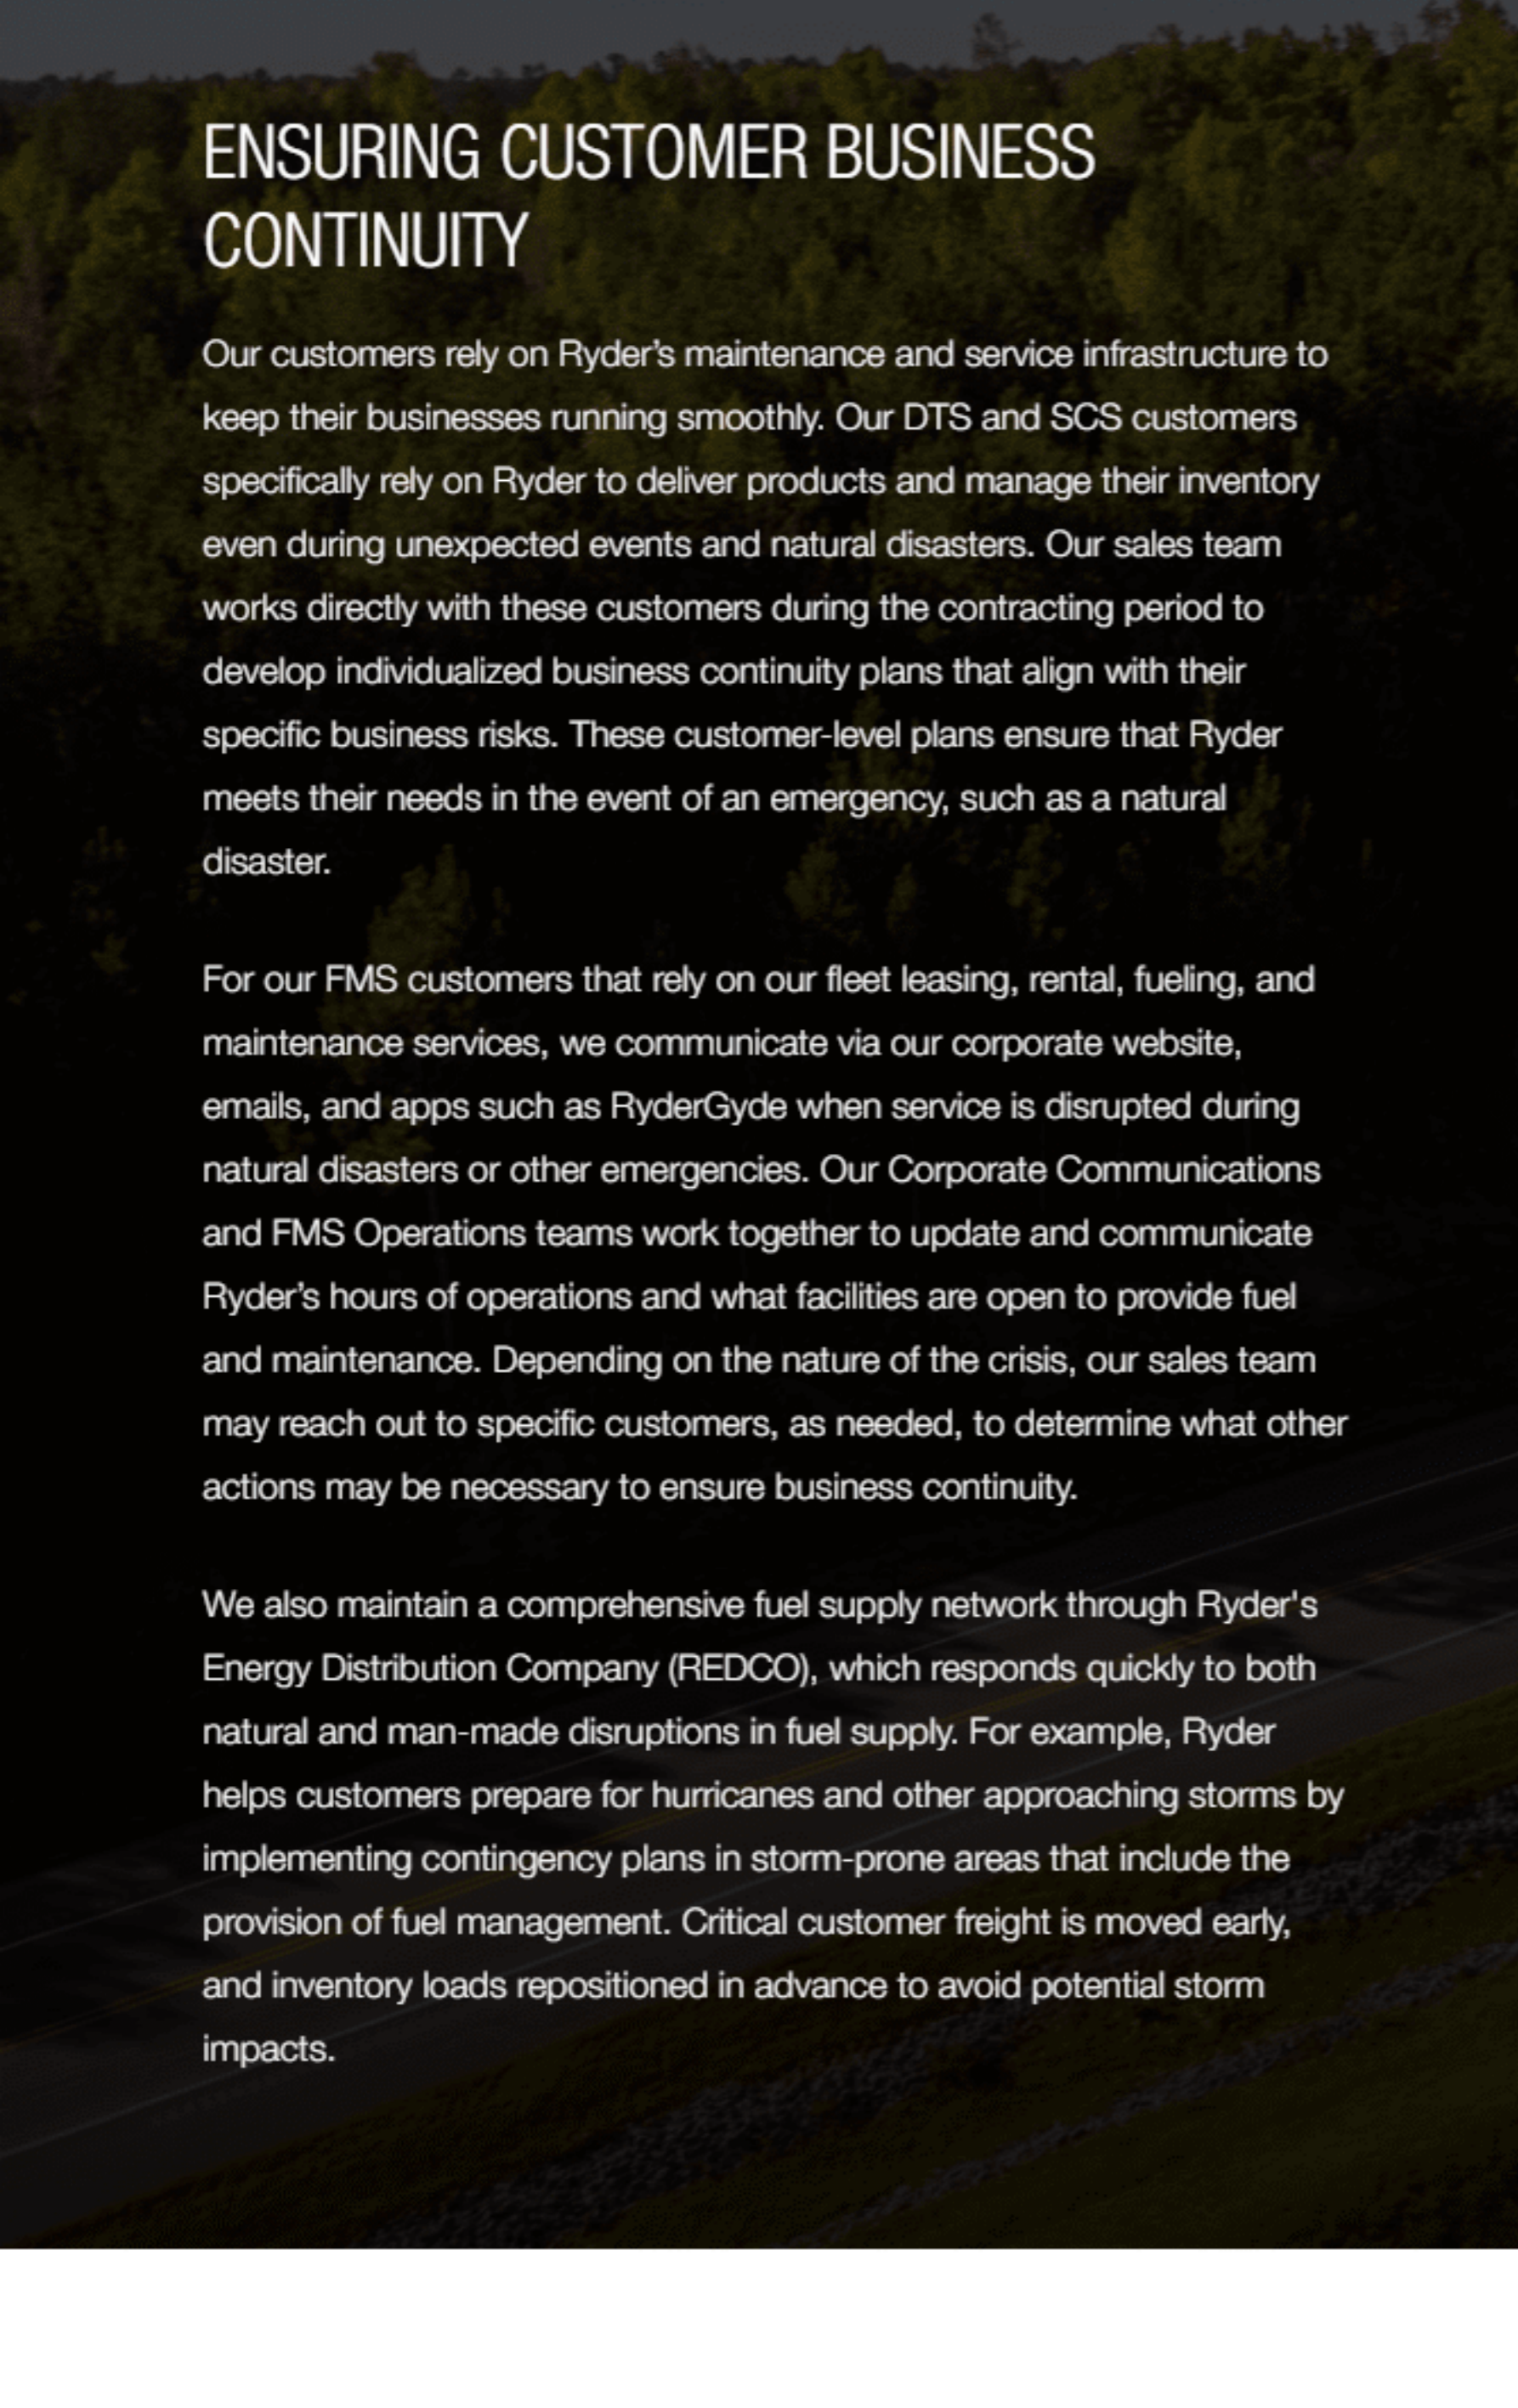 ENSURING CUSTOMER BUSINESS
CONTINUITY
Our customers rely on Ryder’s maintenance and service infrastructure to
keep their businesses running smoothly. Our DTS and SCS customers
specifically rely on Ryder to deliver products and manage their inventory
even during unexpected events and natural disasters. Our sales team
works directly with these customers during the contracting period to
develop individualized business continuity plans that align with their
specific business risks. These customer-level plans ensure that Ryder
meets their needs in the event of an emergency, such as a natural
disaster.
For our FMS customers that rely on our fleet leasing, rental, fueling, and
maintenance services, we communicate via our corporate website,
emails, and apps such as RyderGyde when service is disrupted during
natural disasters or other emergencies. Our Corporate Communications
and FMS Operations teams work together to update and communicate
Ryder’s hours of operations and what facilities are open to provide fuel
and maintenance. Depending on the nature of the crisis, our sales team
may reach out to specific customers, as needed, to determine what other
actions may be necessary to ensure business continuity.
We also maintain a comprehensive fuel supply network through Ryder's
Energy Distribution Company (REDCO), which responds quickly to both
natural and man-made disruptions in fuel supply. For example, Ryder
helps customers prepare for hurricanes and other approaching storms by
implementing contingency plans in storm-prone areas that include the
provision of fuel management. Critical customer freight is moved early,
and inventory loads repositioned in advance to avoid potential storm
impacts.